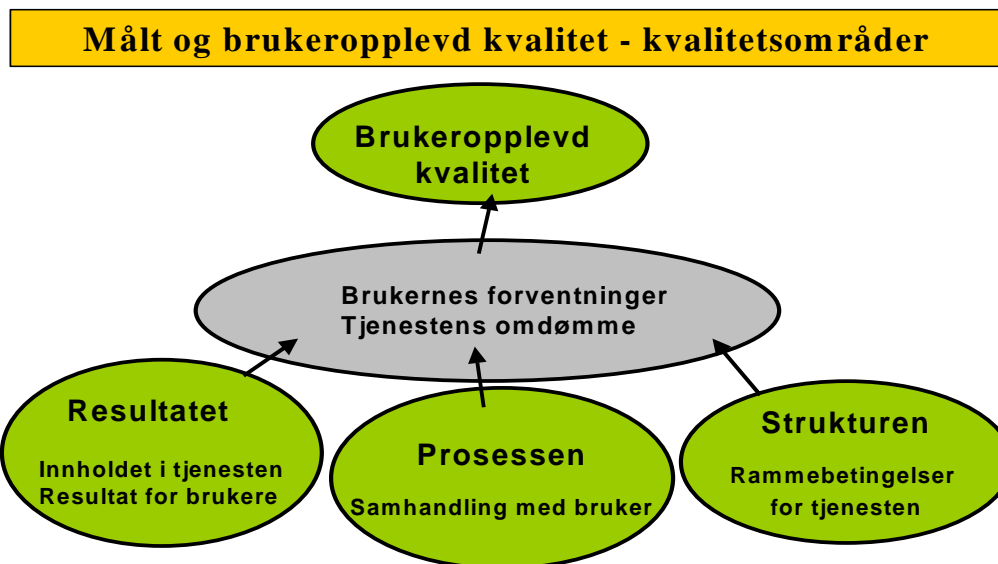 Målt og brukeropplevd kvalitet - kvalitetsområder
Brukeropplevd
kvalitet
Brukernes forventninger
Tjenestens omdømme
Resultatet
Innholdet i tjenesten
Resultat for brukere
Prosessen
Samhandling med bruker
Strukturen
Rammebetingelser
for tjenesten